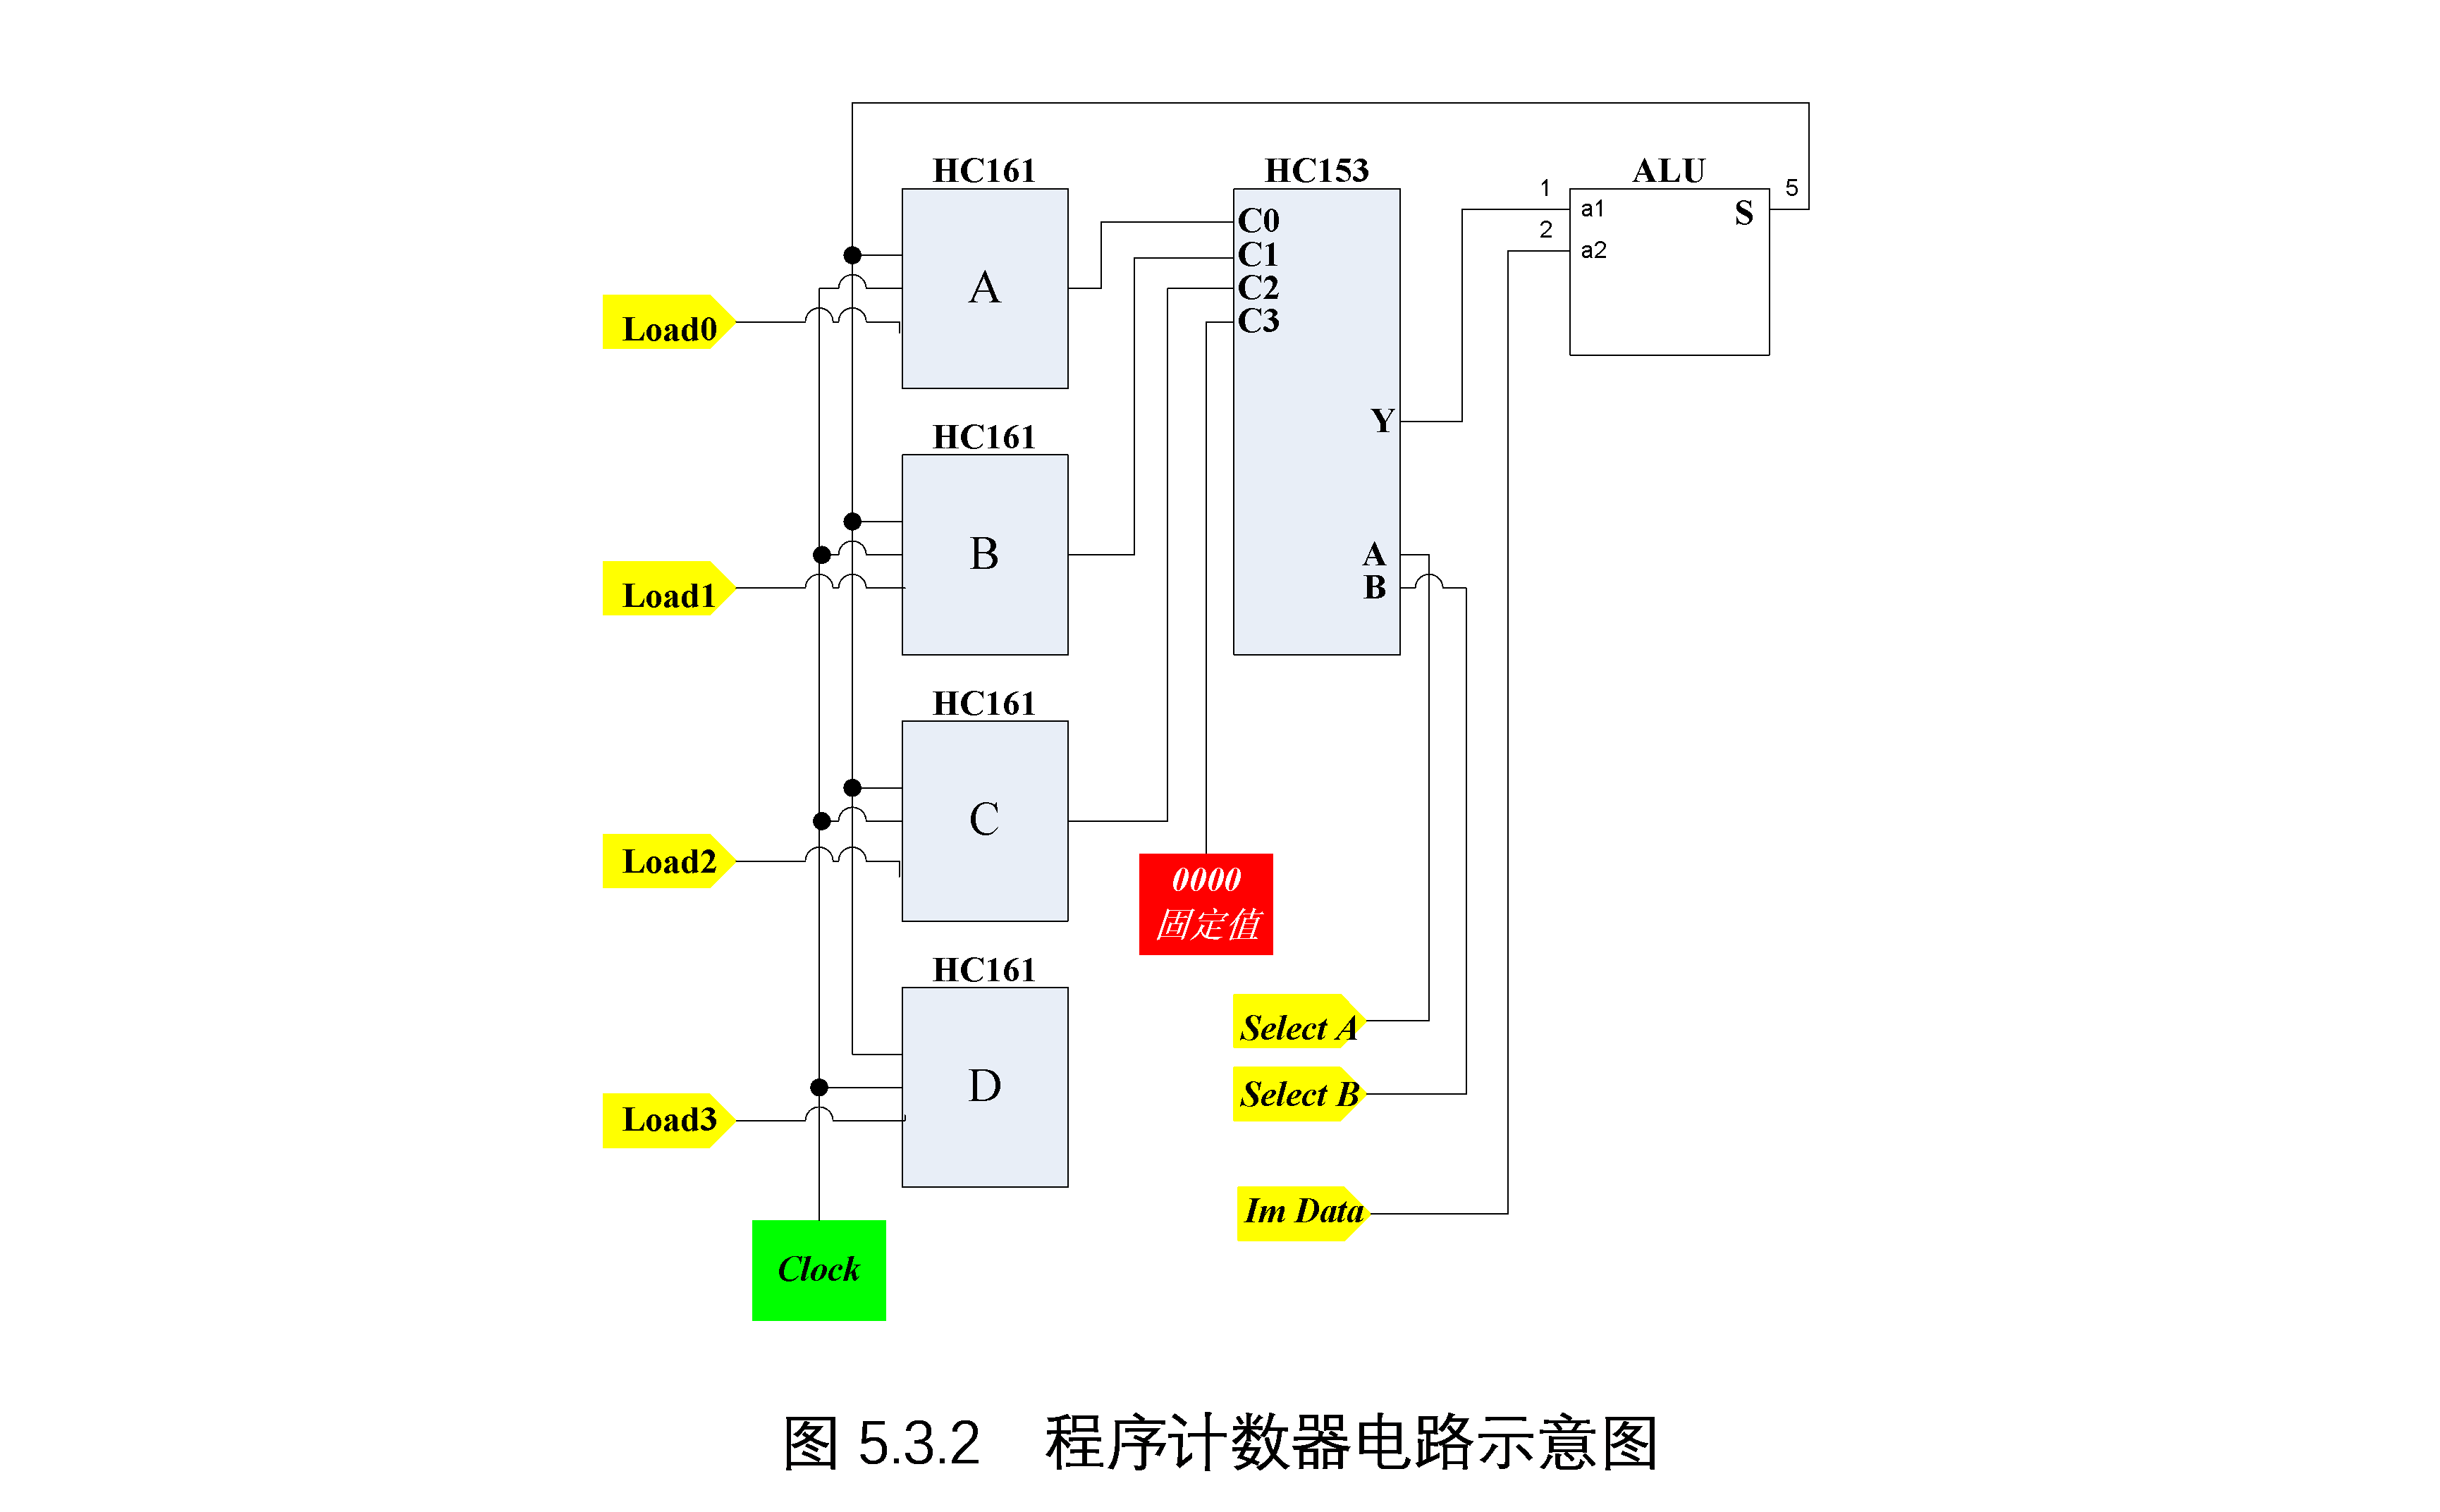 HC161
A
Load0
HC161
B
Load1
HC161
C
Load2
HC161
D
Load3
Clock
HC153
C0
C1
C2
C3
Y
A
B
0000
固定值
Select A
Select B
Im Data
ALU
1
a1
2
a2
S
5
图 5.3.2 程序计数器电路示意图